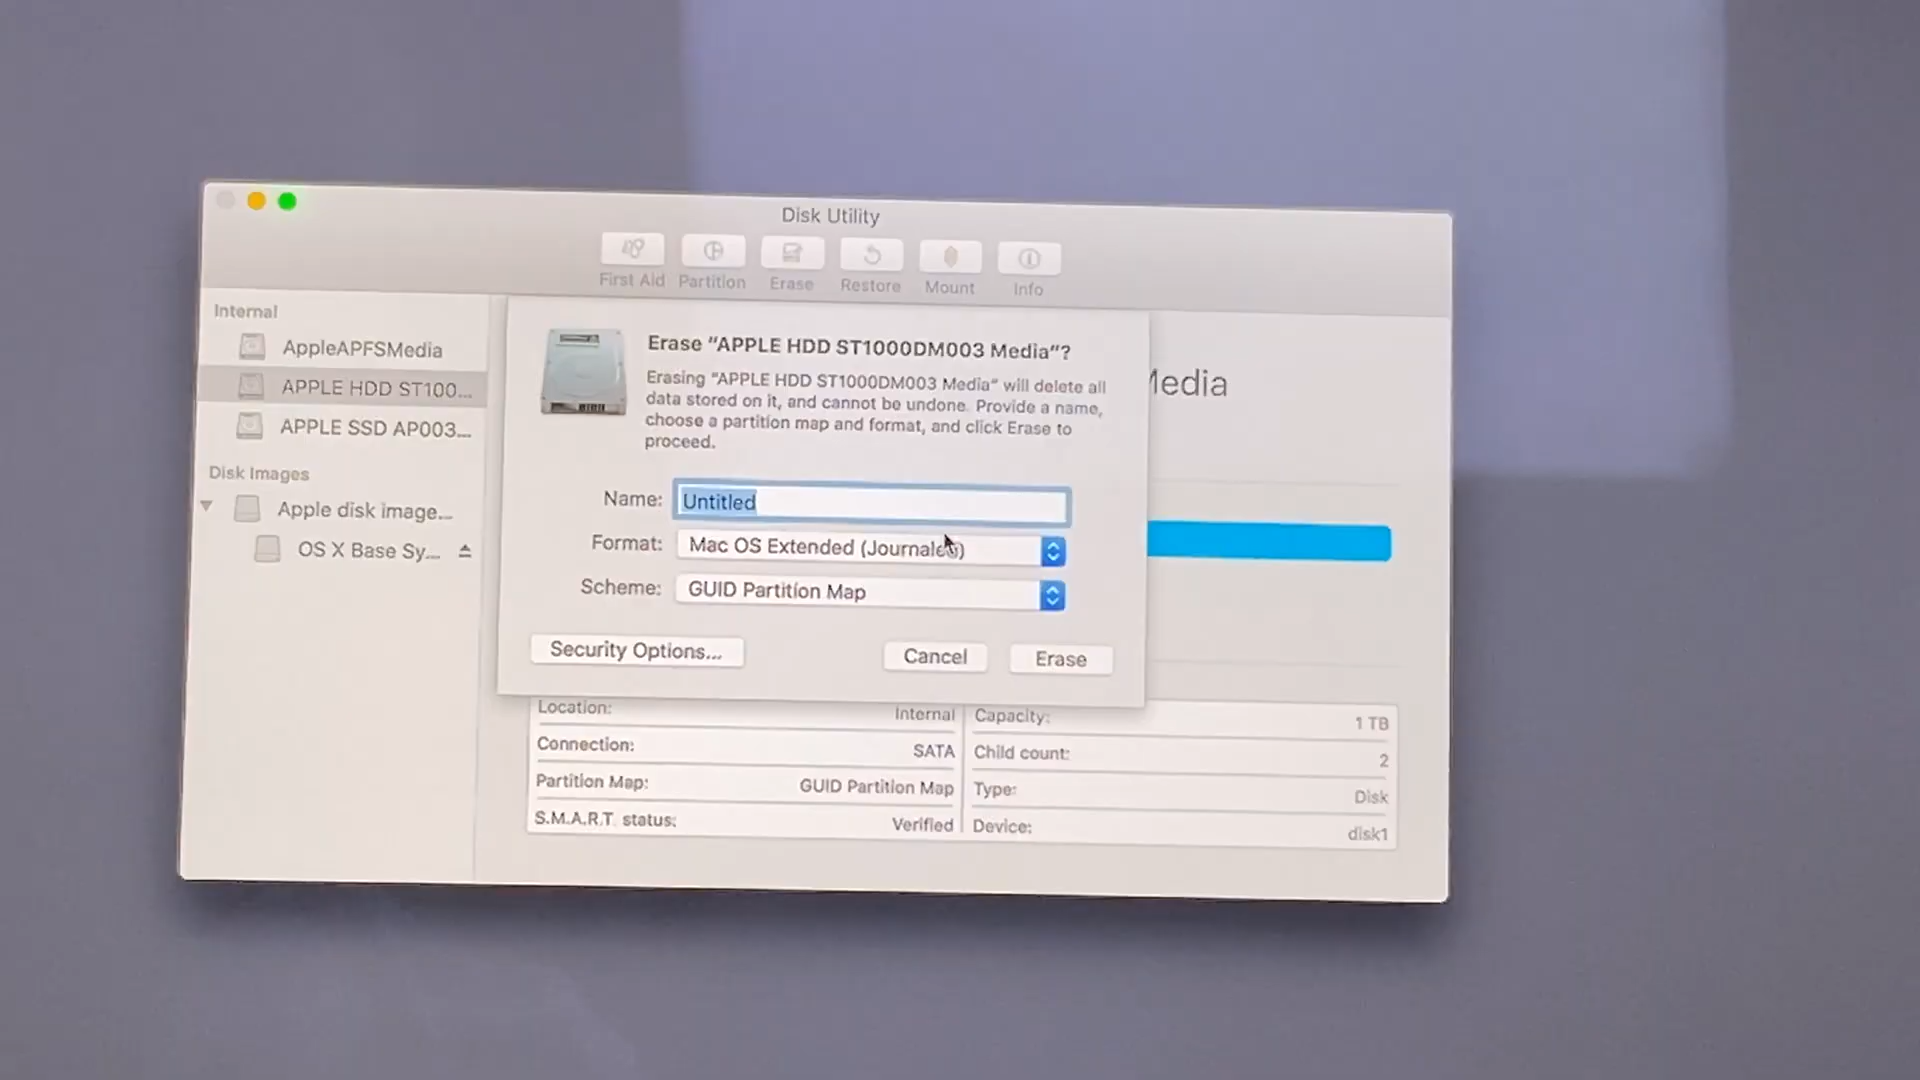 Disk Utility
First Aid
Partition
Erase
Restore
Mount
Info
Internal
AppleAPFSMedia
APPLE HDD ST100...
APPLE SSD AP003...
Disk Images
Apple disk image...
OS X Base Sy...
Erase “APPLE HDD ST1000DM003 Media”?
Erasing “APPLE HDD ST1000DM003 Media” will delete all
data stored on it, and cannot be undone. Provide a name,
choose a partition map and format, and click Erase to
proceed.
Name: Untitled
Format: Mac OS Extended (Journaled)
Scheme: GUID Partition Map
Security Options...
Cancel
Erase
Media
Location: Internal
Connection: SATA
Partition Map: GUID Partition Map
S.M.A.R.T. status: Verified
Capacity: 1 TB
Child count: 2
Type: Disk
Device: disk1